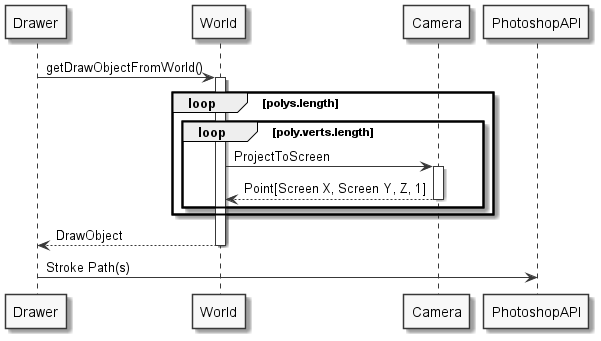 Drawer
World
Camera
PhotoshopAPI
getDrawObjectFromWorld()
loop
[polys.length]
loop
[poly.verts.length]
ProjectToScreen
Point[Screen X, Screen Y, Z, 1]
DrawObject
Stroke Path(s)
Drawer
World
Camera
PhotoshopAPI